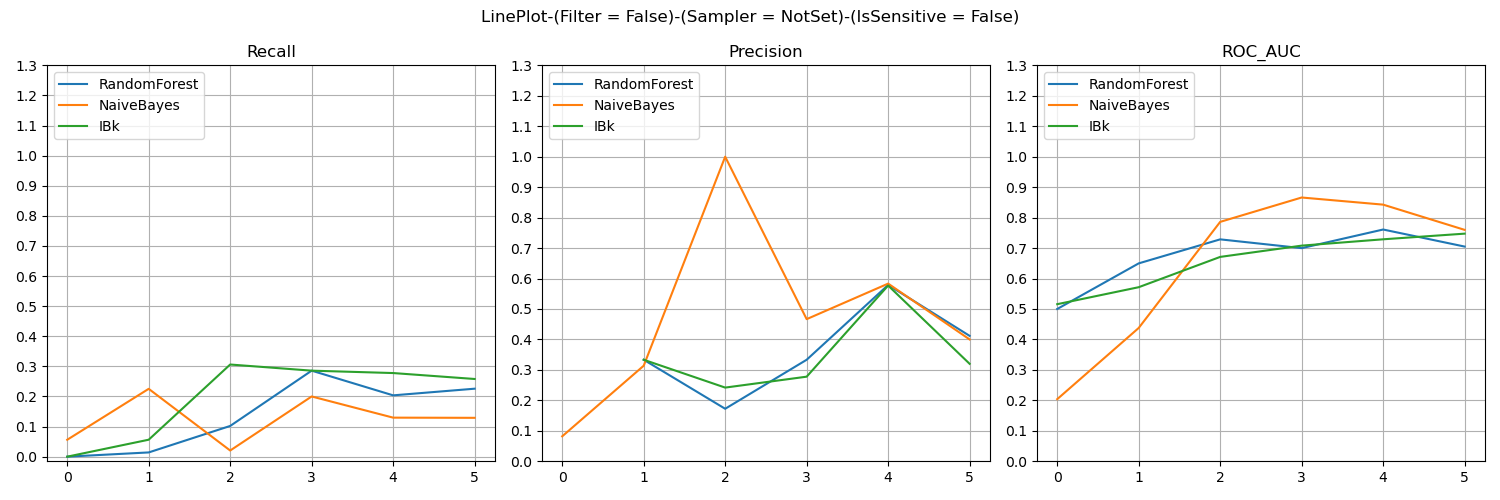 LinePlot-(Filter = False)-(Sampler = NotSet)-(IsSensitive = False)
Recall
1.3
1.2
1.1
1.0
0.9
0.8
0.7
0.6
0.5
0.4
0.3
0.2
0.1
0.0
RandomForest
NaiveBayes
IBk
0 1 2 3 4 5
Precision
1.3
1.2
1.1
1.0
0.9
0.8
0.7
0.6
0.5
0.4
0.3
0.2
0.1
0.0
RandomForest
NaiveBayes
IBk
0 1 2 3 4 5
ROC_AUC
1.3
1.2
1.1
1.0
0.9
0.8
0.7
0.6
0.5
0.4
0.3
0.2
0.1
0.0
RandomForest
NaiveBayes
IBk
0 1 2 3 4 5